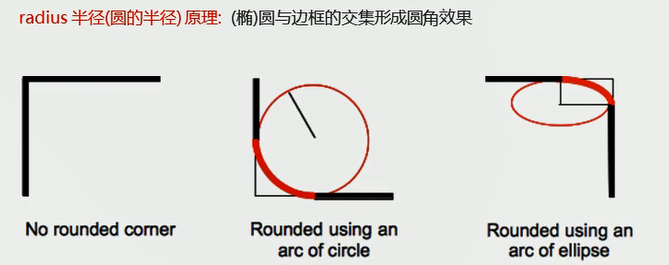 radius 半径(圆的半径) 原理: (椭)圆与边框的交集形成圆角效果
No rounded corner
Rounded using an
arc of circle
Rounded using an
arc of ellipse